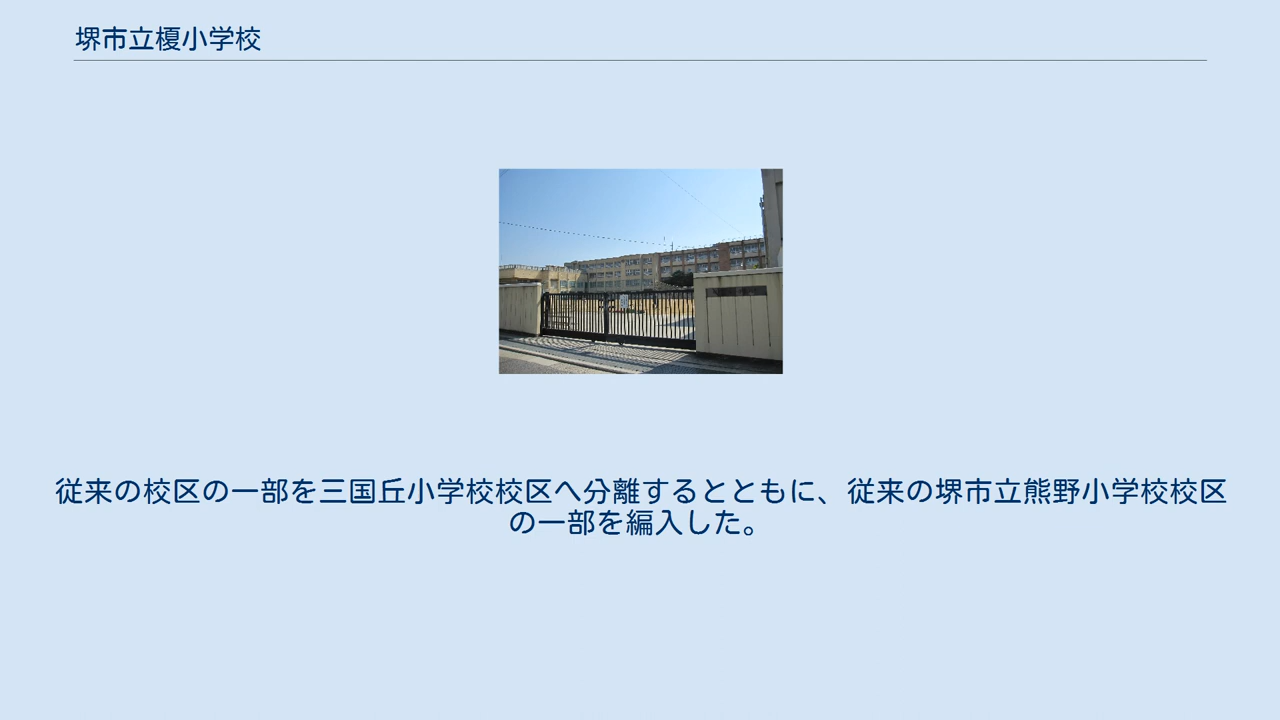 堺市立榎小学校
従来の校区の一部を三国丘小学校校区へ分離するとともに、従来の堺市立熊野小学校校区
の一部を編入した。